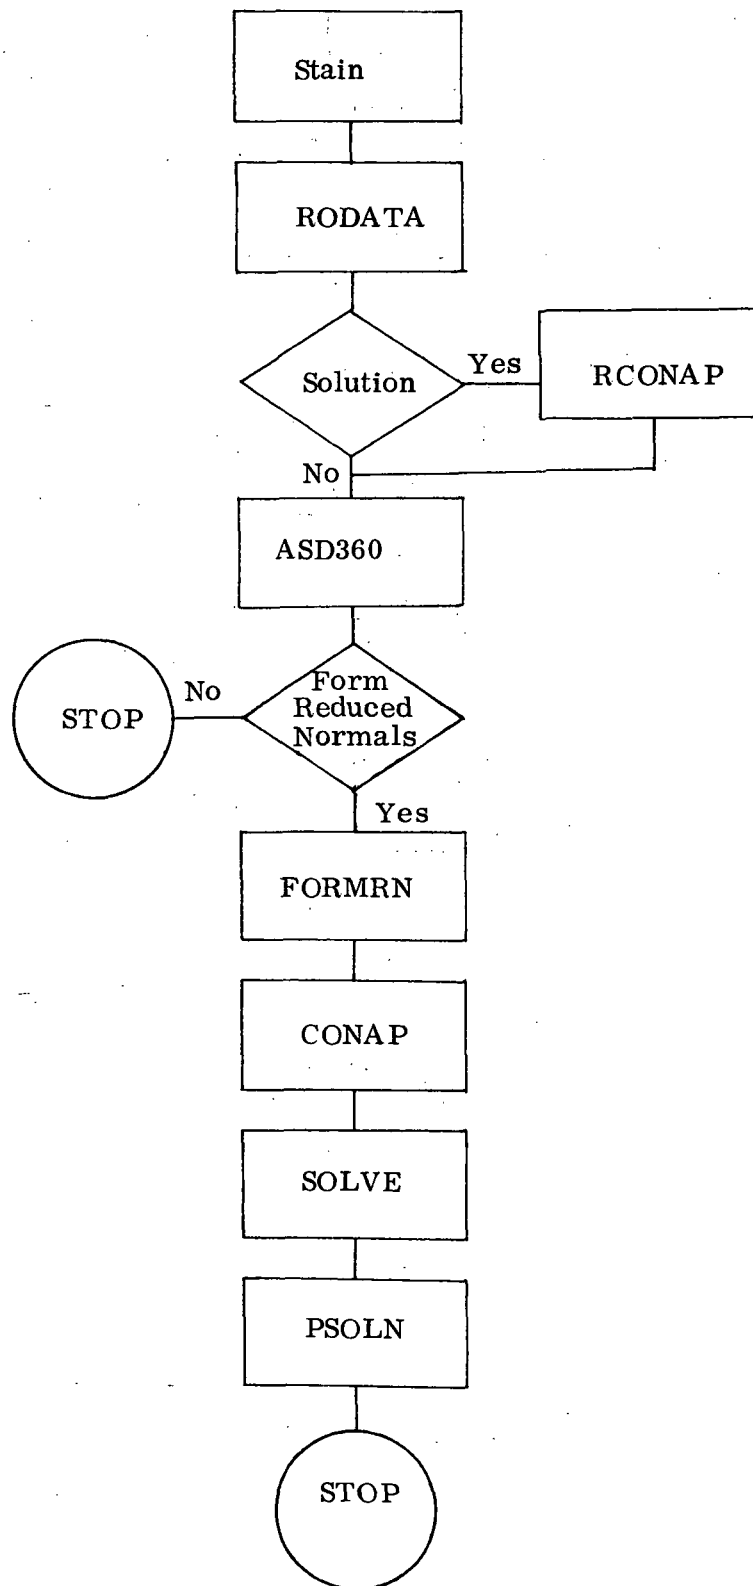 Stain
RODATA
Solution
Yes
RCONAP
No
ASD360
Form
Reduced
Normals
No
STOP
Yes
FORMRN
CONAP
SOLVE
PSOLN
STOP